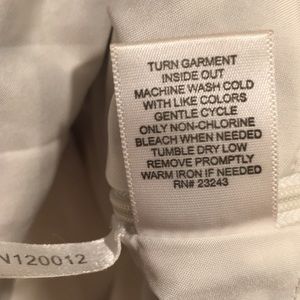 TURN GARMENT
INSIDE OUT
MACHINE WASH COLD
WITH LIKE COLORS
GENTLE CYCLE
ONLY NON-CHLORINE
BLEACH WHEN NEEDED
TUMBLE DRY LOW
REMOVE PROMPTLY
WARM IRON IF NEEDED
RN# 23243
V120012